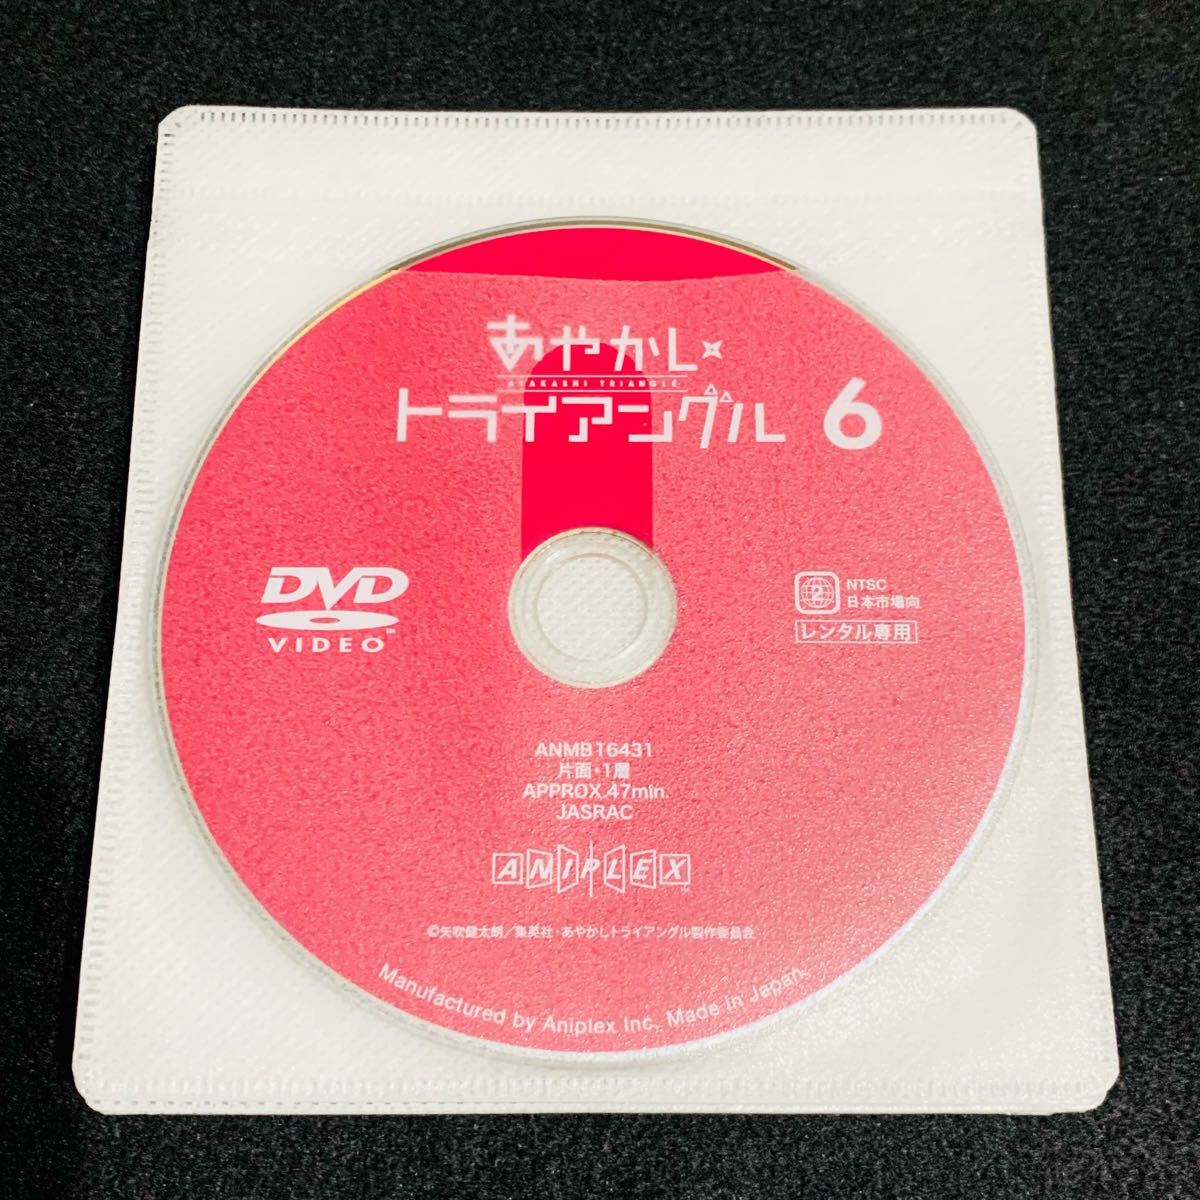 あやかし
AYAKASHI TRIANGLE
トライアングル 6
DVD
VIDEO
2
NTSC
日本市場向
レンタル専用
ANMB16431
片面・1層
APPROX.47min.
JASRAC
ANIPLEX
©矢吹健太朗／集英社・あやかしトライアングル製作委員会
Manufactured by Aniplex Inc. Made in Japan.